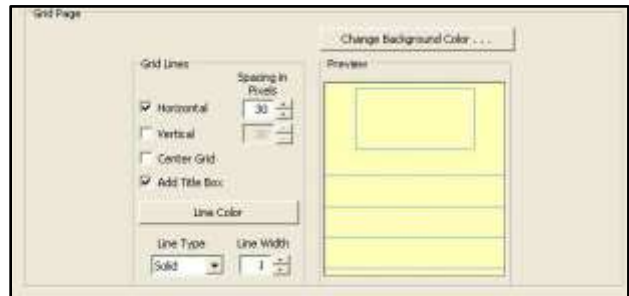 Grid Page
Change Background Color . . .
Grid Lines
Spacing in
Pixels
Horizontal
30
Vertical
Center Grid
Add Title Box
Line Color
Line Type
Line Width
Solid
1
Preview